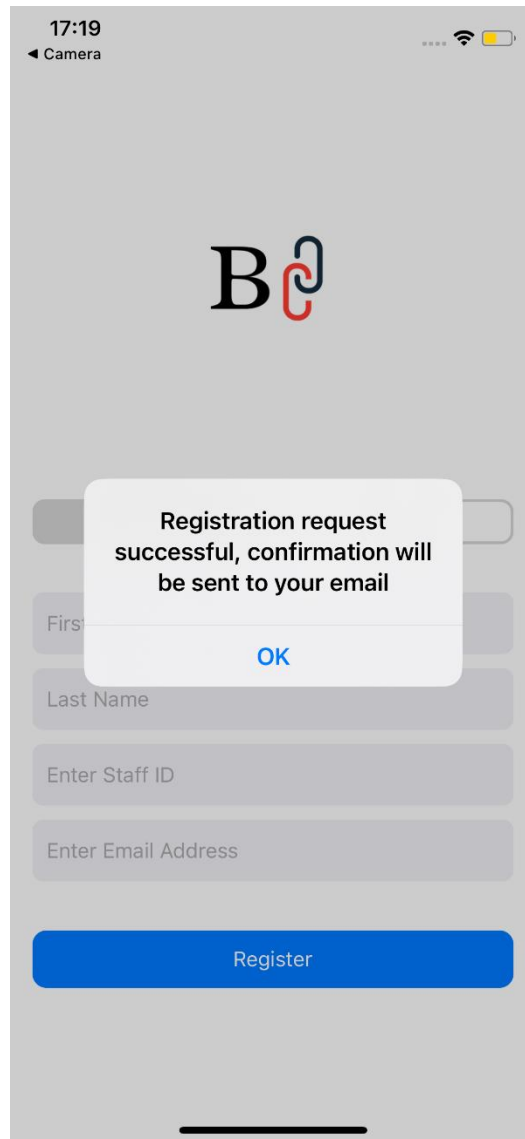 17:19
◀ Camera
B
Registration request
successful, confirmation will
be sent to your email
OK
Firs
Last Name
Enter Staff ID
Enter Email Address
Register